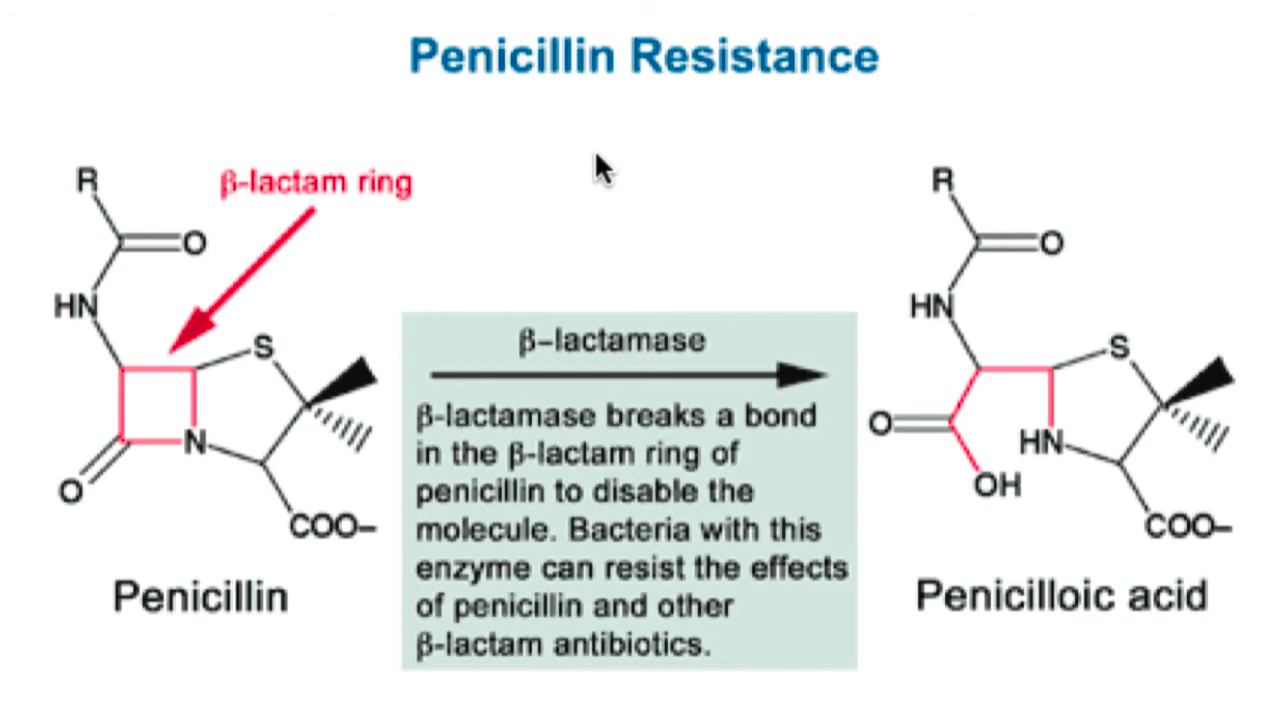 Penicillin Resistance
β-lactam ring
R
O
HN
S
N
O
COO–
Penicillin
β–lactamase
β-lactamase breaks a bond
in the β-lactam ring of
penicillin to disable the
molecule. Bacteria with this
enzyme can resist the effects
of penicillin and other
β-lactam antibiotics.
R
O
HN
S
O
HN
OH
COO–
Penicilloic acid